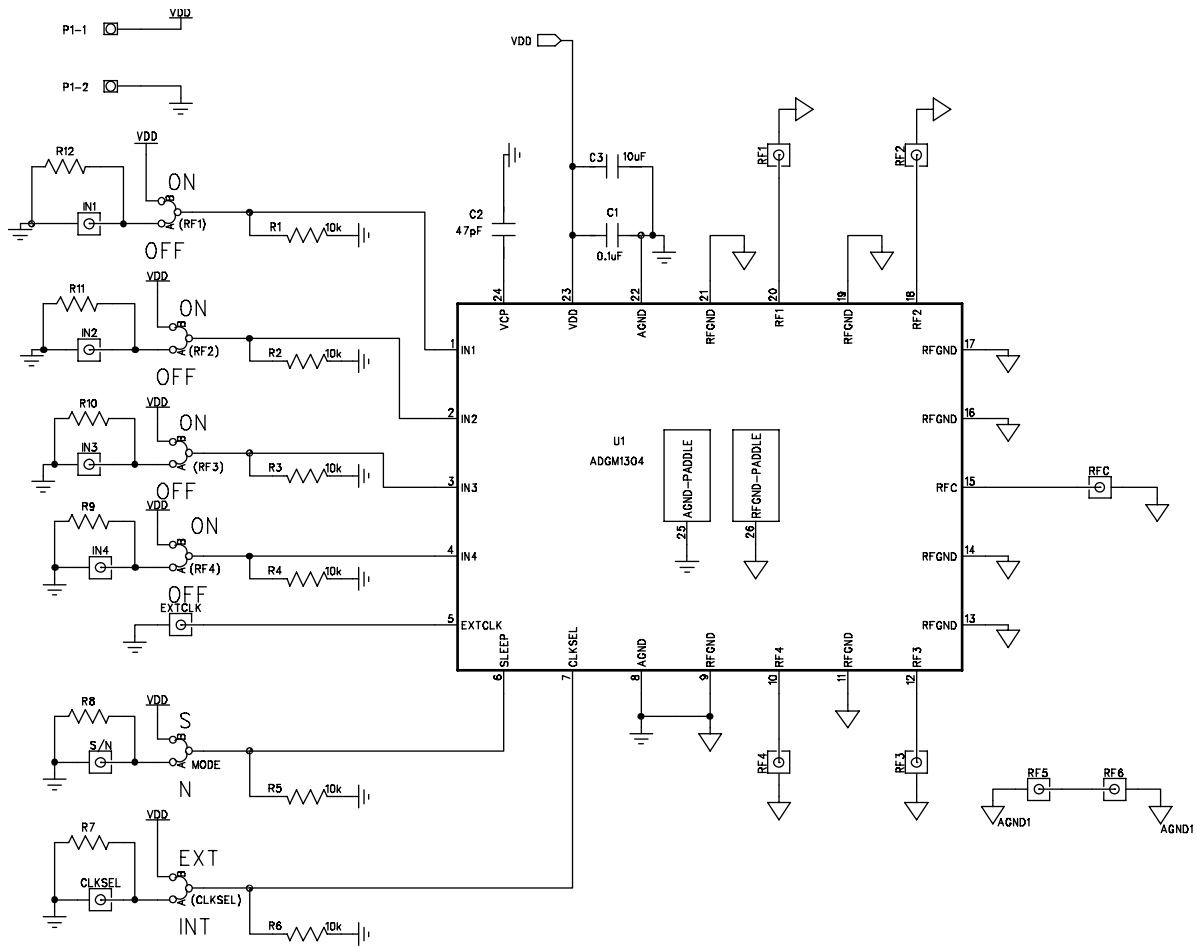 VDD
P1-1
P1-2
VDD
R12
VDD
ON
IN1
B
A
(RF1)
OFF
R1
10k
C2
47pF
C3
10uF
C1
0.1uF
RF1
RF2
R11
VDD
ON
IN2
B
A
(RF2)
OFF
R2
10k
24
23
22
21
20
19
18
VCP
VDD
AGND
RFGND
RF1
RFGND
RF2
1
IN1
RFGND
17
R10
VDD
ON
IN3
B
A
(RF3)
OFF
R3
10k
2
IN2
RFGND
16
U1
ADGM1304
AGND-PADDLE
RFGND-PADDLE
25
26
3
IN3
RFC
15
RFC
R9
VDD
ON
IN4
B
A
(RF4)
OFF
R4
10k
4
IN4
RFGND
14
EXTCLK
5
EXTCLK
RFGND
13
SLEEP
CLKSEL
AGND
RFGND
RF4
RFGND
RF3
6
7
8
9
10
11
12
R8
VDD
S
S/N
B
A
MODE
N
R5
10k
RF4
RF3
RF5
RF6
AGND1
AGND1
R7
VDD
EXT
CLKSEL
B
A
(CLKSEL)
INT
R6
10k